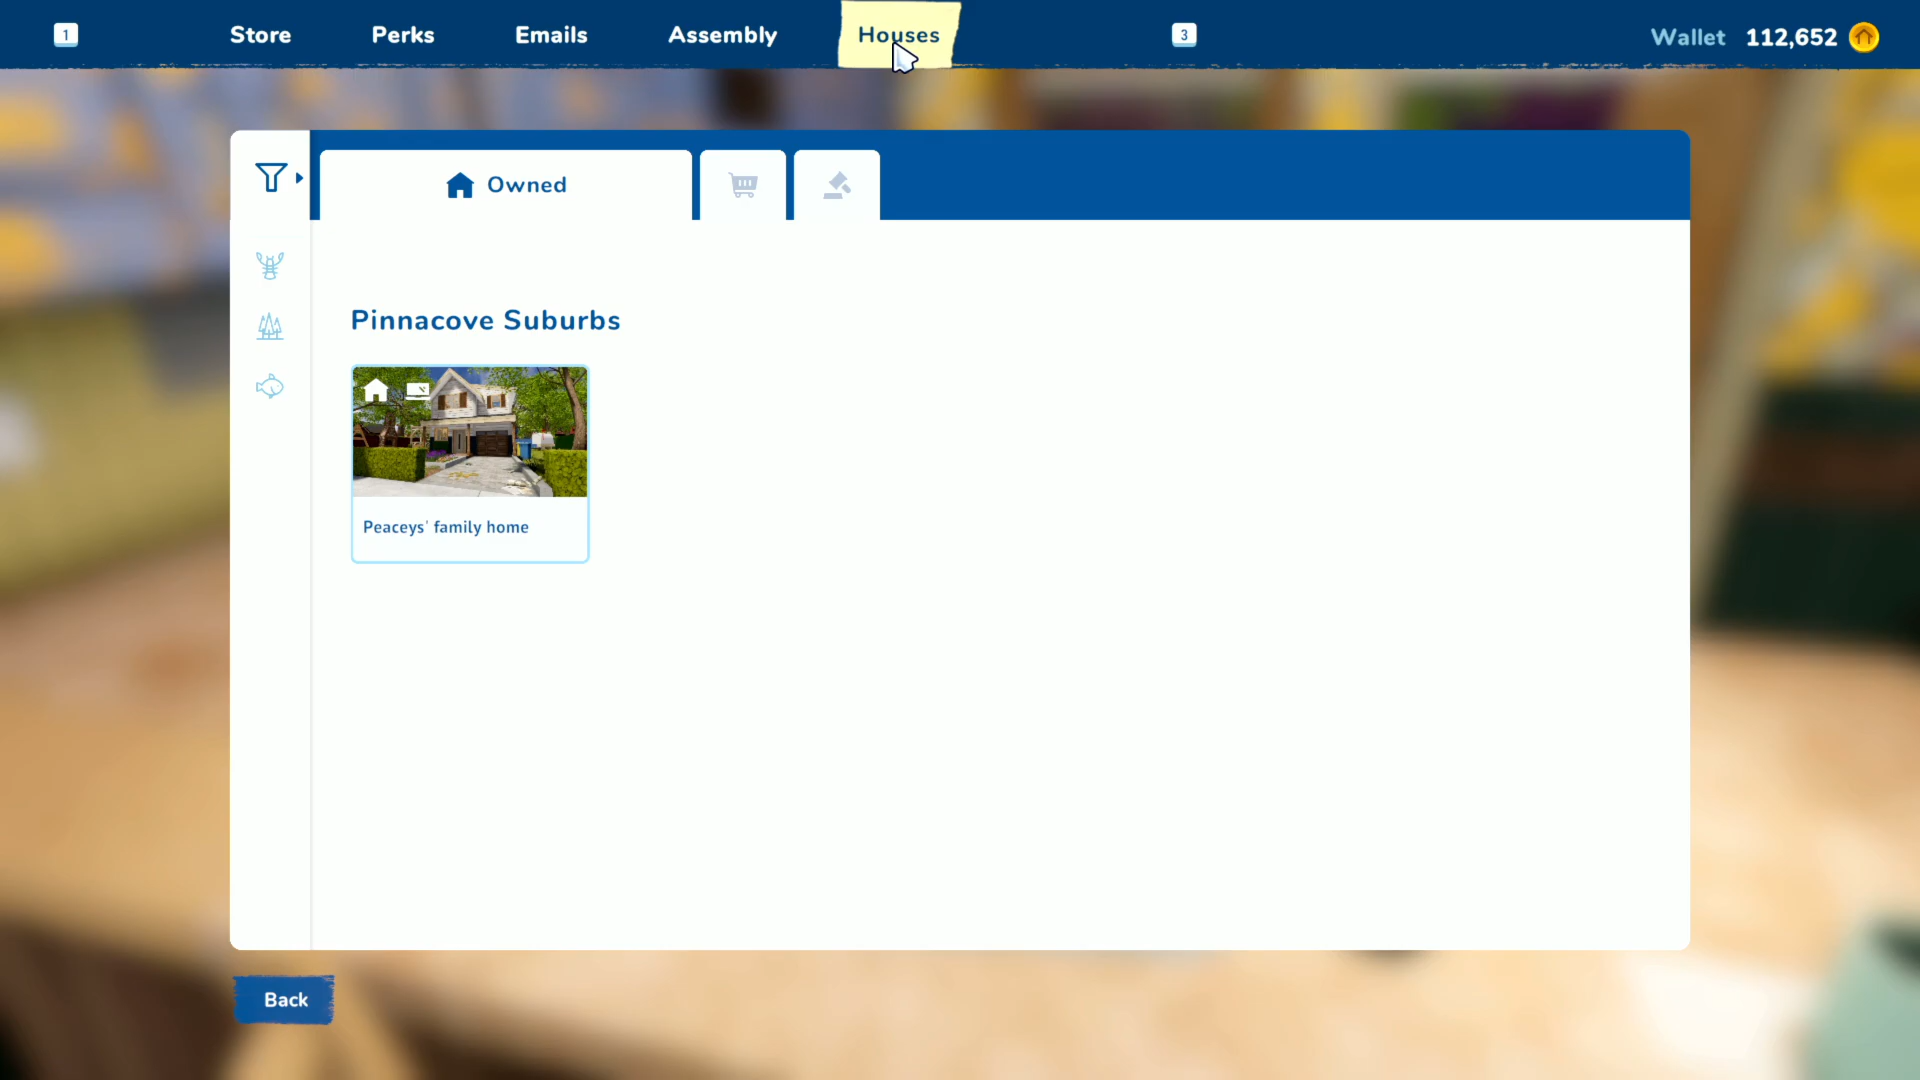 1
Store
Perks
Emails
Assembly
Houses
3
Wallet 112,652
Owned
Pinnacove Suburbs
Peaceys' family home
Back